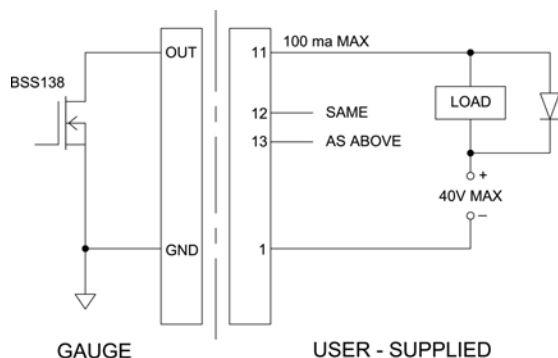 OUT
11
100 ma MAX
BSS138
LOAD
12
SAME
13
AS ABOVE
+
40V MAX
–
GND
1
GAUGE
USER - SUPPLIED